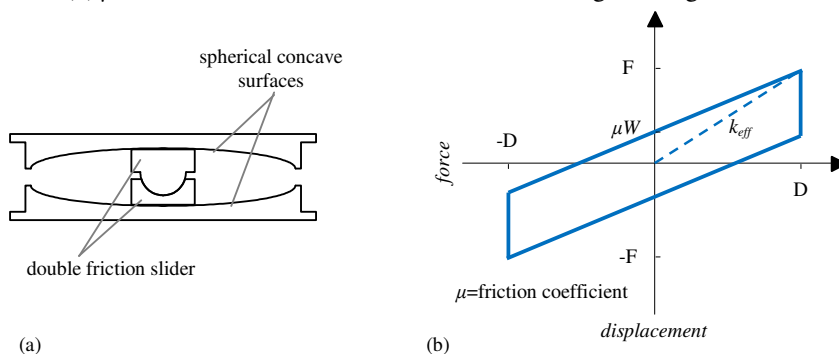 spherical concave
surfaces
double friction slider
(a)
F
μW
-D
k_eff
force
D
-F
μ=friction coefficient
displacement
(b)